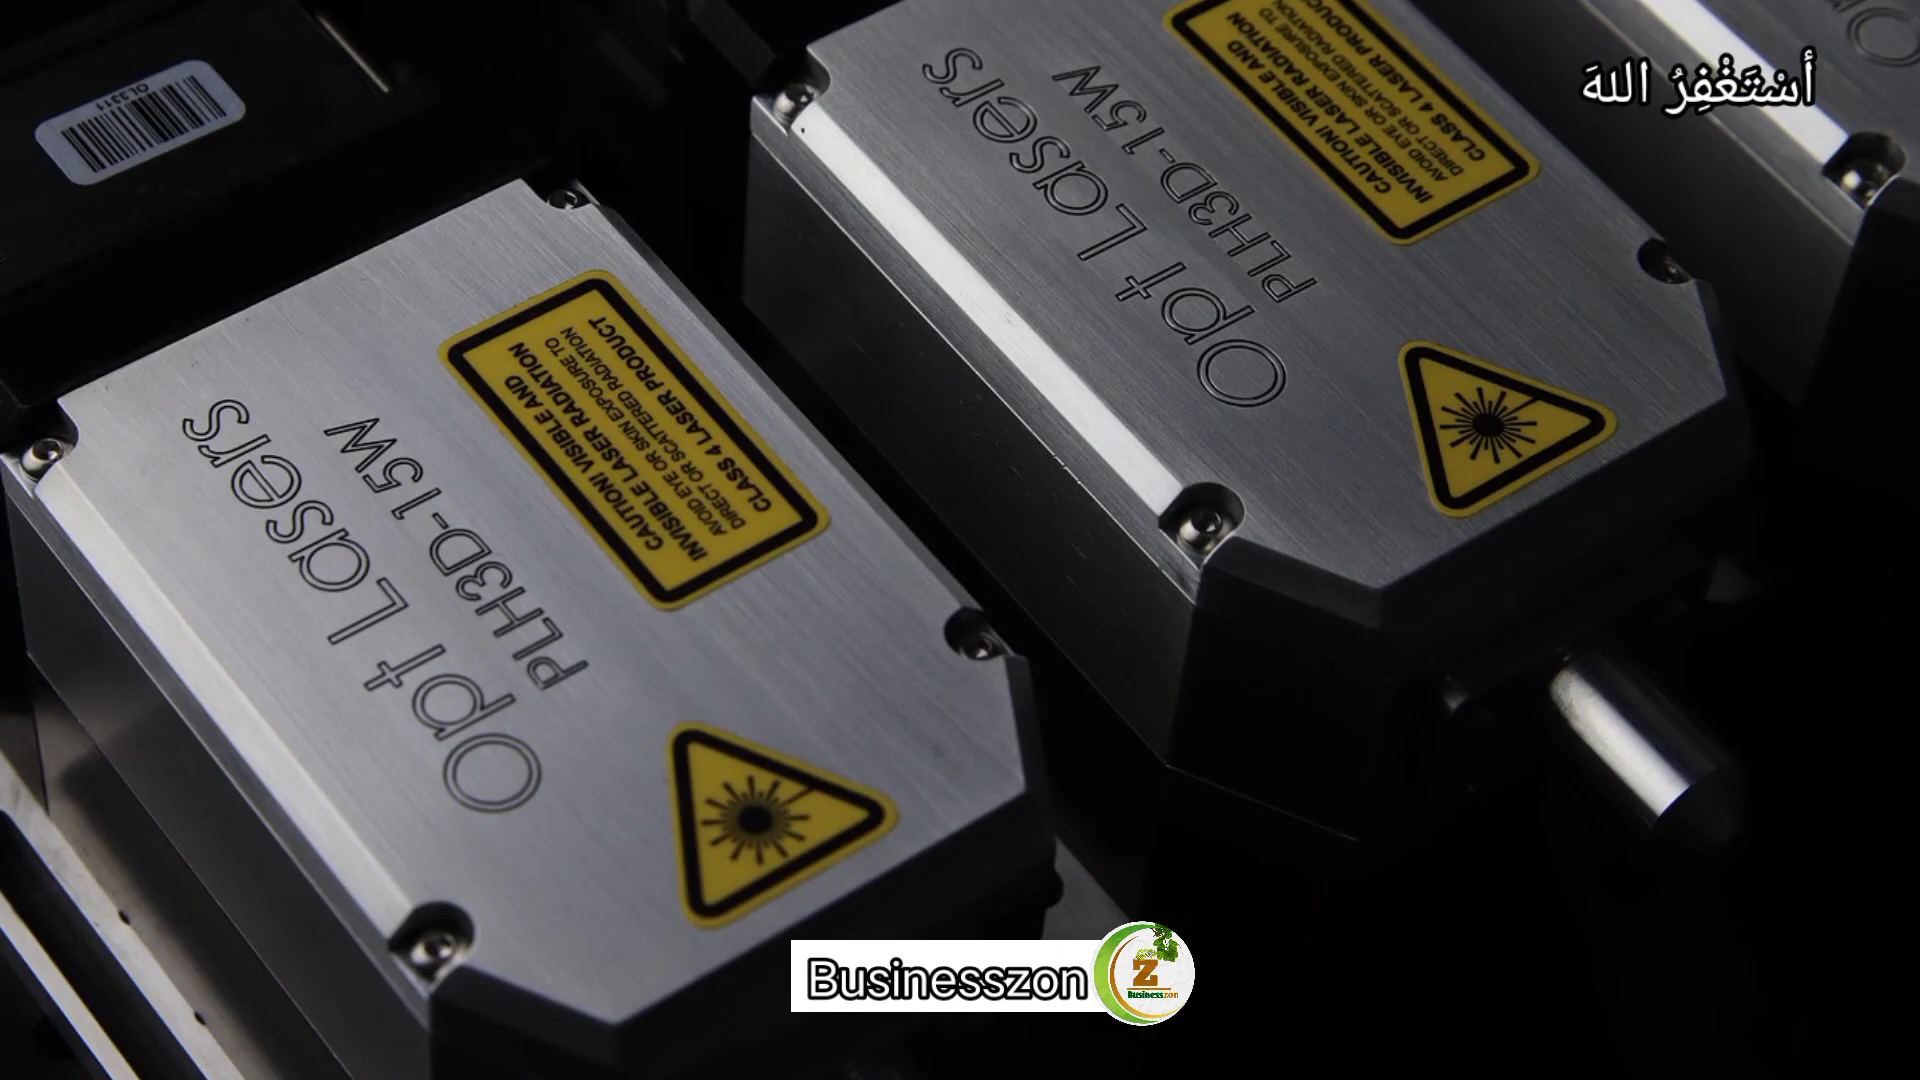 أسْتَغْفِرُ اللهَ
OL3311
Opt Lasers
PLH3D-15W
CAUTION! VISIBLE AND
INVISIBLE LASER RADIATION
AVOID EYE OR SKIN EXPOSURE TO
DIRECT OR SCATTERED RADIATION
CLASS 4 LASER PRODUCT
Opt Lasers
PLH3D-15W
CAUTION! VISIBLE AND
INVISIBLE LASER RADIATION
AVOID EYE OR SKIN EXPOSURE TO
DIRECT OR SCATTERED RADIATION
CLASS 4 LASER PRODUCT
Businesszon
Z
Businesszon